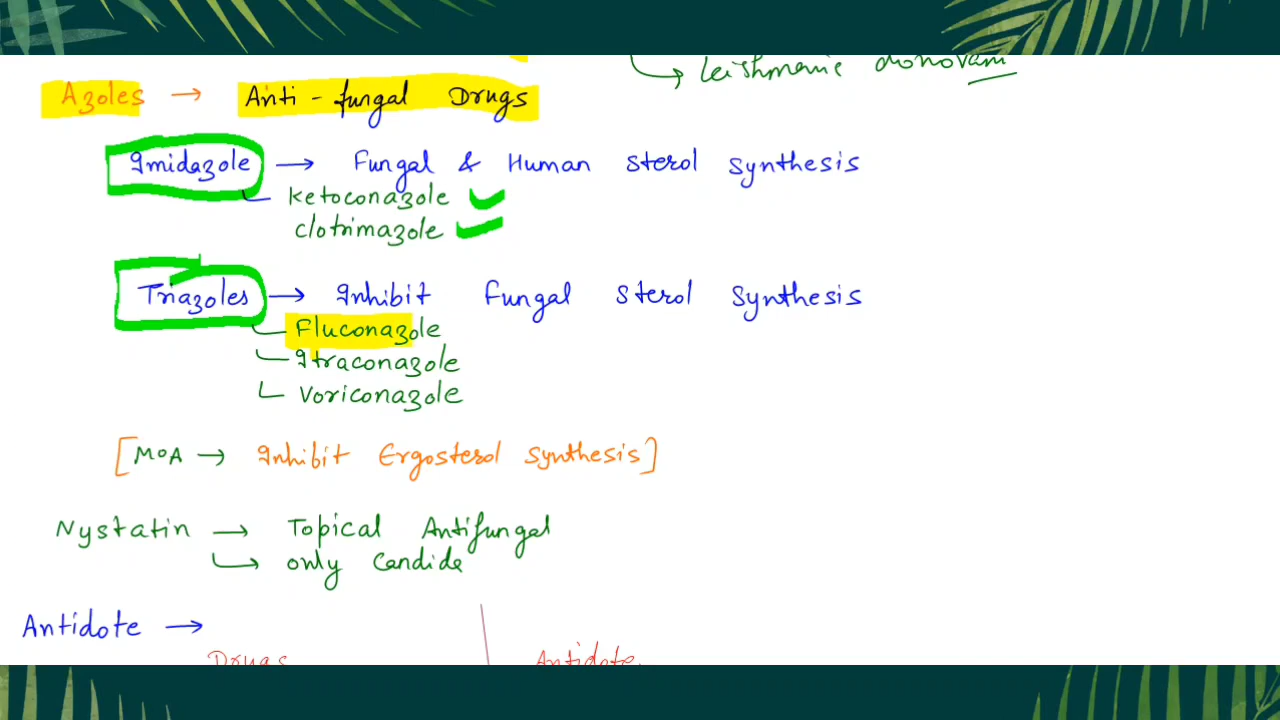 Leishmanie donovani
Azoles → Anti-fungal Drugs
Imidazole → Fungal & Human sterol synthesis
Ketoconazole
clotrimazole
Triazoles → Inhibit Fungal sterol synthesis
Fluconazole
Itraconazole
Voriconazole
[MOA → Inhibit Ergosterol synthesis]
Nystatin → Topical Antifungal
→ only Candida
Antidote →
Drugs Antidote